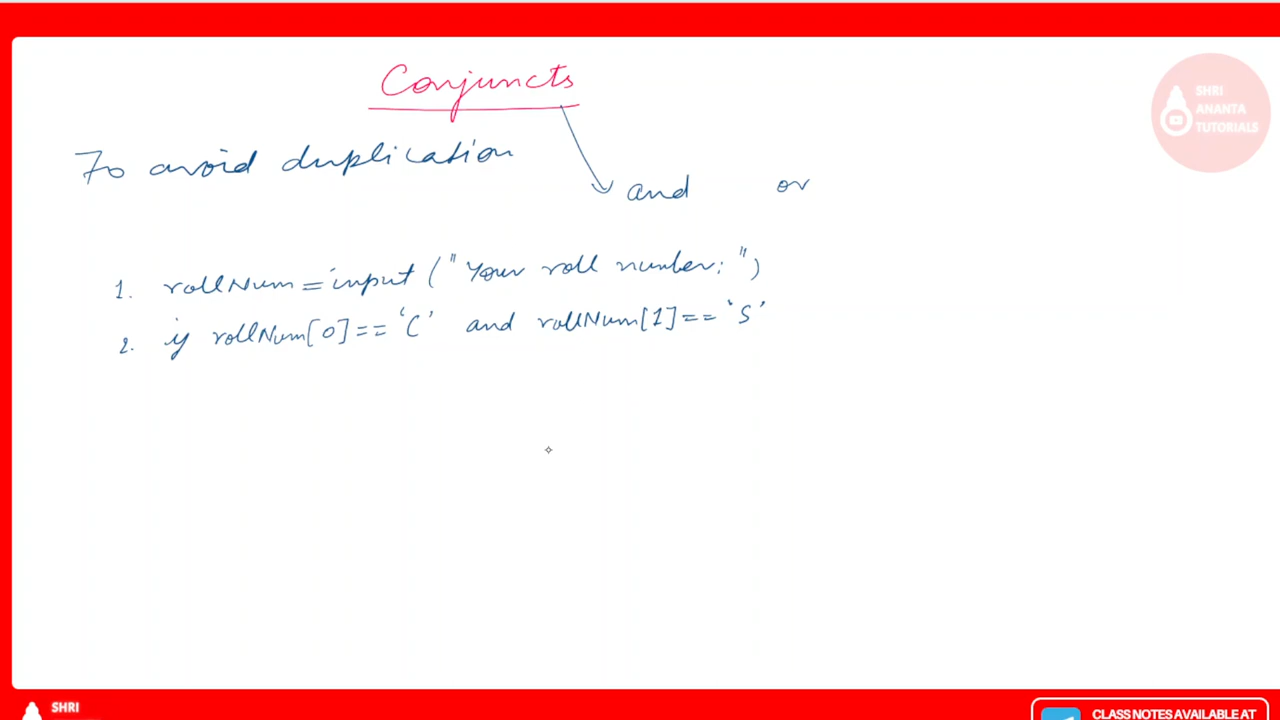 Conjuncts
SHRI
ANANTA
TUTORIALS
To avoid duplication
and or
1. rollNum = input ("Your roll number: ")
2. if rollNum[0] == 'C' and rollNum[1] == 'S'
SHRI
CLASS NOTES AVAILABLE AT